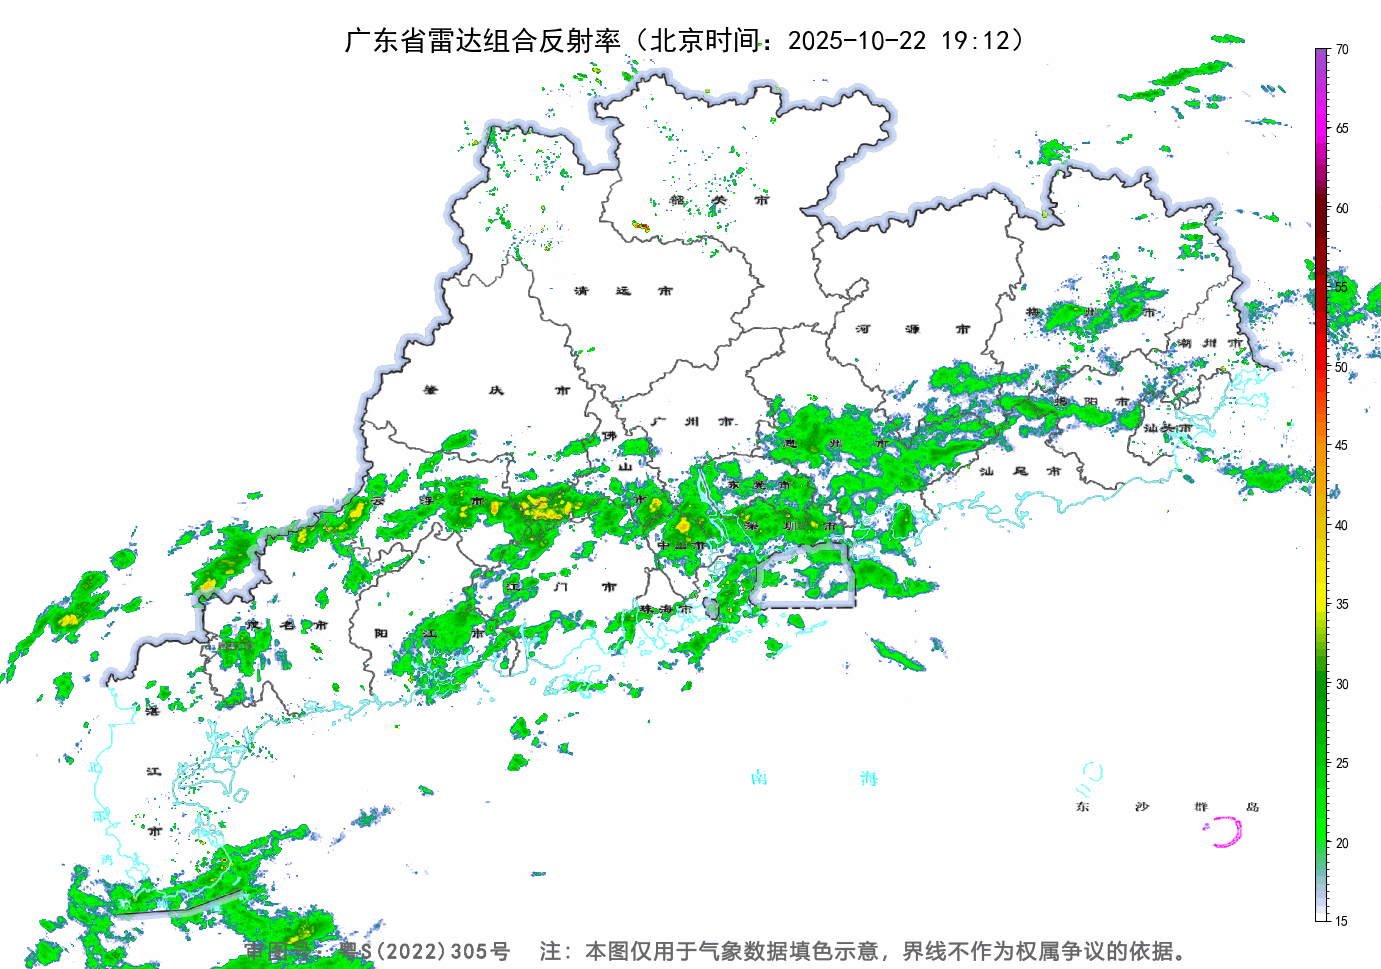 广东省雷达组合反射率（北京时间：2025-10-22 19:12）
70
65
60
55
50
45
40
35
30
25
20
15
韶 关 市
清 远 市
河 源 市
梅 州 市
潮 州 市
肇 庆 市
广 州 市
佛 山 市
惠 州 市
揭 阳 市
汕头市
汕 尾 市
东 莞 市
云 浮 市
深 圳 市
中山市
江 门 市
珠海市
茂 名 市
阳 江 市
湛 江 市
北 部 湾
南 海
东 沙 群 岛
审图号：粤S(2022)305号 注：本图仅用于气象数据填色示意，界线不作为权属争议的依据。